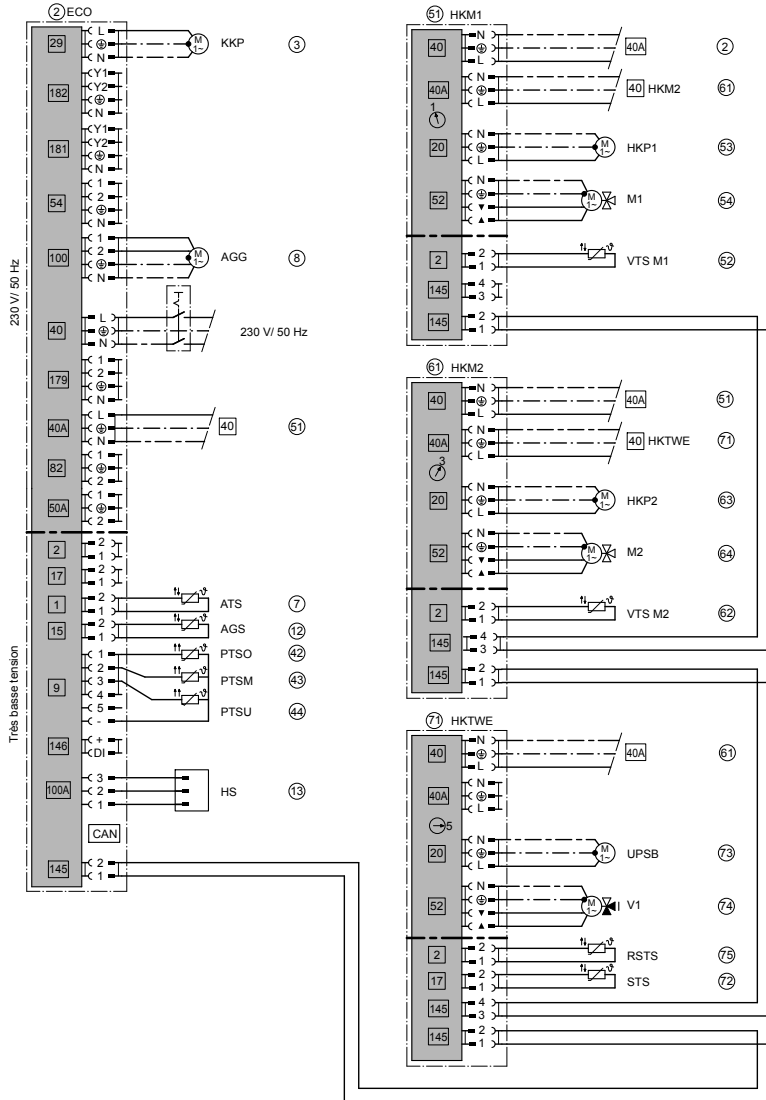 2 ECO
29 L N M 1~ KKP 3
182 Y1 Y2 N
181 Y1 Y2 N
54 1 2 N
100 1 2 N M 1~ AGG 8
230 V/ 50 Hz
40 L N 230 V/ 50 Hz
179 1 2 N
40A L N 40 51
82 1 2
50A 1 2
Très basse tension
2 2 1
17 2 1
1 2 1 ϑ ATS 7
15 2 1 ϑ AGS 12
9 1 2 3 4 5 -
ϑ PTSO 42
ϑ PTSM 43
ϑ PTSU 44
146 + DI
100A 3 2 1 HS 13
CAN
145 2 1
51 HKM1
40 N L 40A 2
40A N L 40 HKM2 61
1
20 N L M 1~ HKP1 53
52 N M 1~ M1 54
2 2 1 ϑ VTS M1 52
145 4 3
145 2 1
61 HKM2
40 N L 40A 51
40A N L 40 HKTWE 71
3
20 N L M 1~ HKP2 63
52 N M 1~ M2 64
2 2 1 ϑ VTS M2 62
145 4 3
145 2 1
71 HKTWE
40 N L 40A 61
40A N L
5
20 N L M 1~ UPSB 73
52 N M 1~ V1 74
2 2 1 ϑ RSTS 75
17 2 1 ϑ STS 72
145 4 3
145 2 1